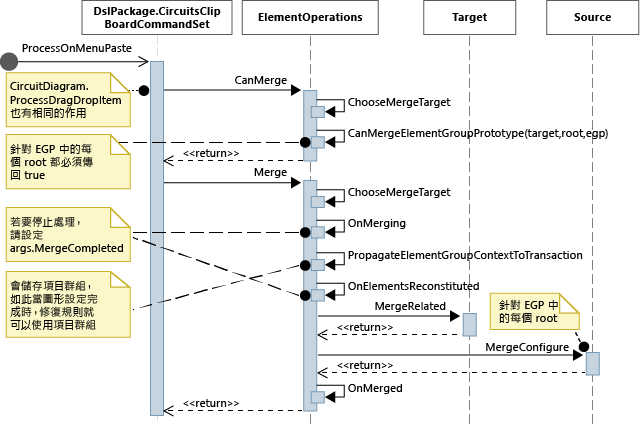 DslPackage.CircuitsClip
BoardCommandSet
ElementOperations
Target
Source
ProcessOnMenuPaste
CircuitDiagram.
ProcessDragDropItem
也有相同的作用
CanMerge
ChooseMergeTarget
CanMergeElementGroupPrototype(target,root,egp)
針對 EGP 中的每
個 root 都必須傳
回 true
<<return>>
Merge
ChooseMergeTarget
若要停止處理，
請設定
args.MergeCompleted
OnMerging
PropagateElementGroupContextToTransaction
會儲存項目群組，
如此當圖形設定完
成時，修復規則就
可以使用項目群組
OnElementsReconstituted
MergeRelated
針對 EGP 中
的每個 root
<<return>>
MergeConfigure
<<return>>
OnMerged
<<return>>